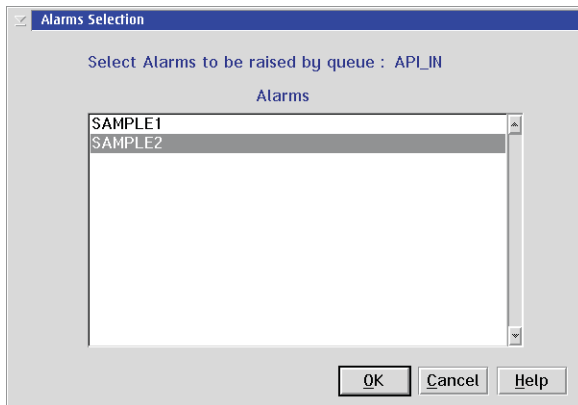 Alarms Selection
Select Alarms to be raised by queue : API_IN
Alarms
SAMPLE1
SAMPLE2
OK Cancel Help